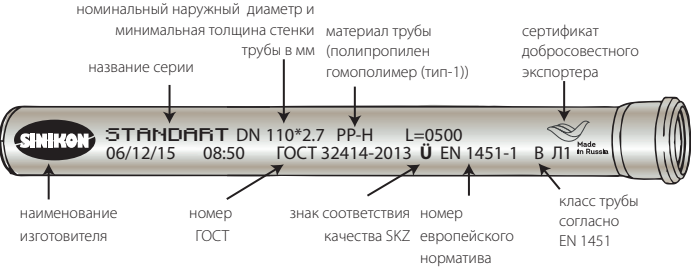 номинальный наружный диаметр и
минимальная толщина стенки
трубы в мм
название серии
материал трубы
(полипропилен
гомополимер (тип-1))
сертификат
добросовестного
экспортера
SINIKON
STANDART DN 110*2.7 PP-H L=0500
Made
in Russia
06/12/15 08:50 ГОСТ 32414-2013 Ü EN 1451-1 B Л1
наименование
изготовителя
номер
ГОСТ
знак соответствия
качества SKZ
номер
европейского
норматива
класс трубы
согласно
EN 1451